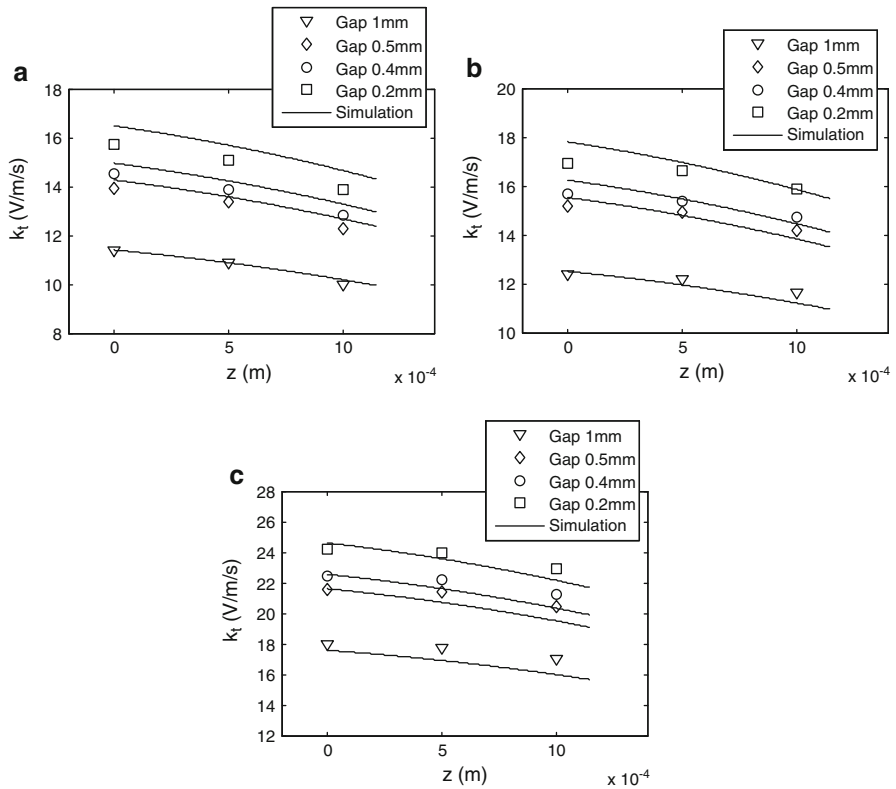 a
Gap 1mm
Gap 0.5mm
Gap 0.4mm
Gap 0.2mm
Simulation
18
16
14
12
10
8
kt (V/m/s)
0 5 10
x 10-4
z (m)
b
Gap 1mm
Gap 0.5mm
Gap 0.4mm
Gap 0.2mm
Simulation
20
18
16
14
12
10
kt (V/m/s)
0 5 10
x 10-4
z (m)
c
Gap 1mm
Gap 0.5mm
Gap 0.4mm
Gap 0.2mm
Simulation
28
26
24
22
20
18
16
14
12
kt (V/m/s)
0 5 10
x 10-4
z (m)